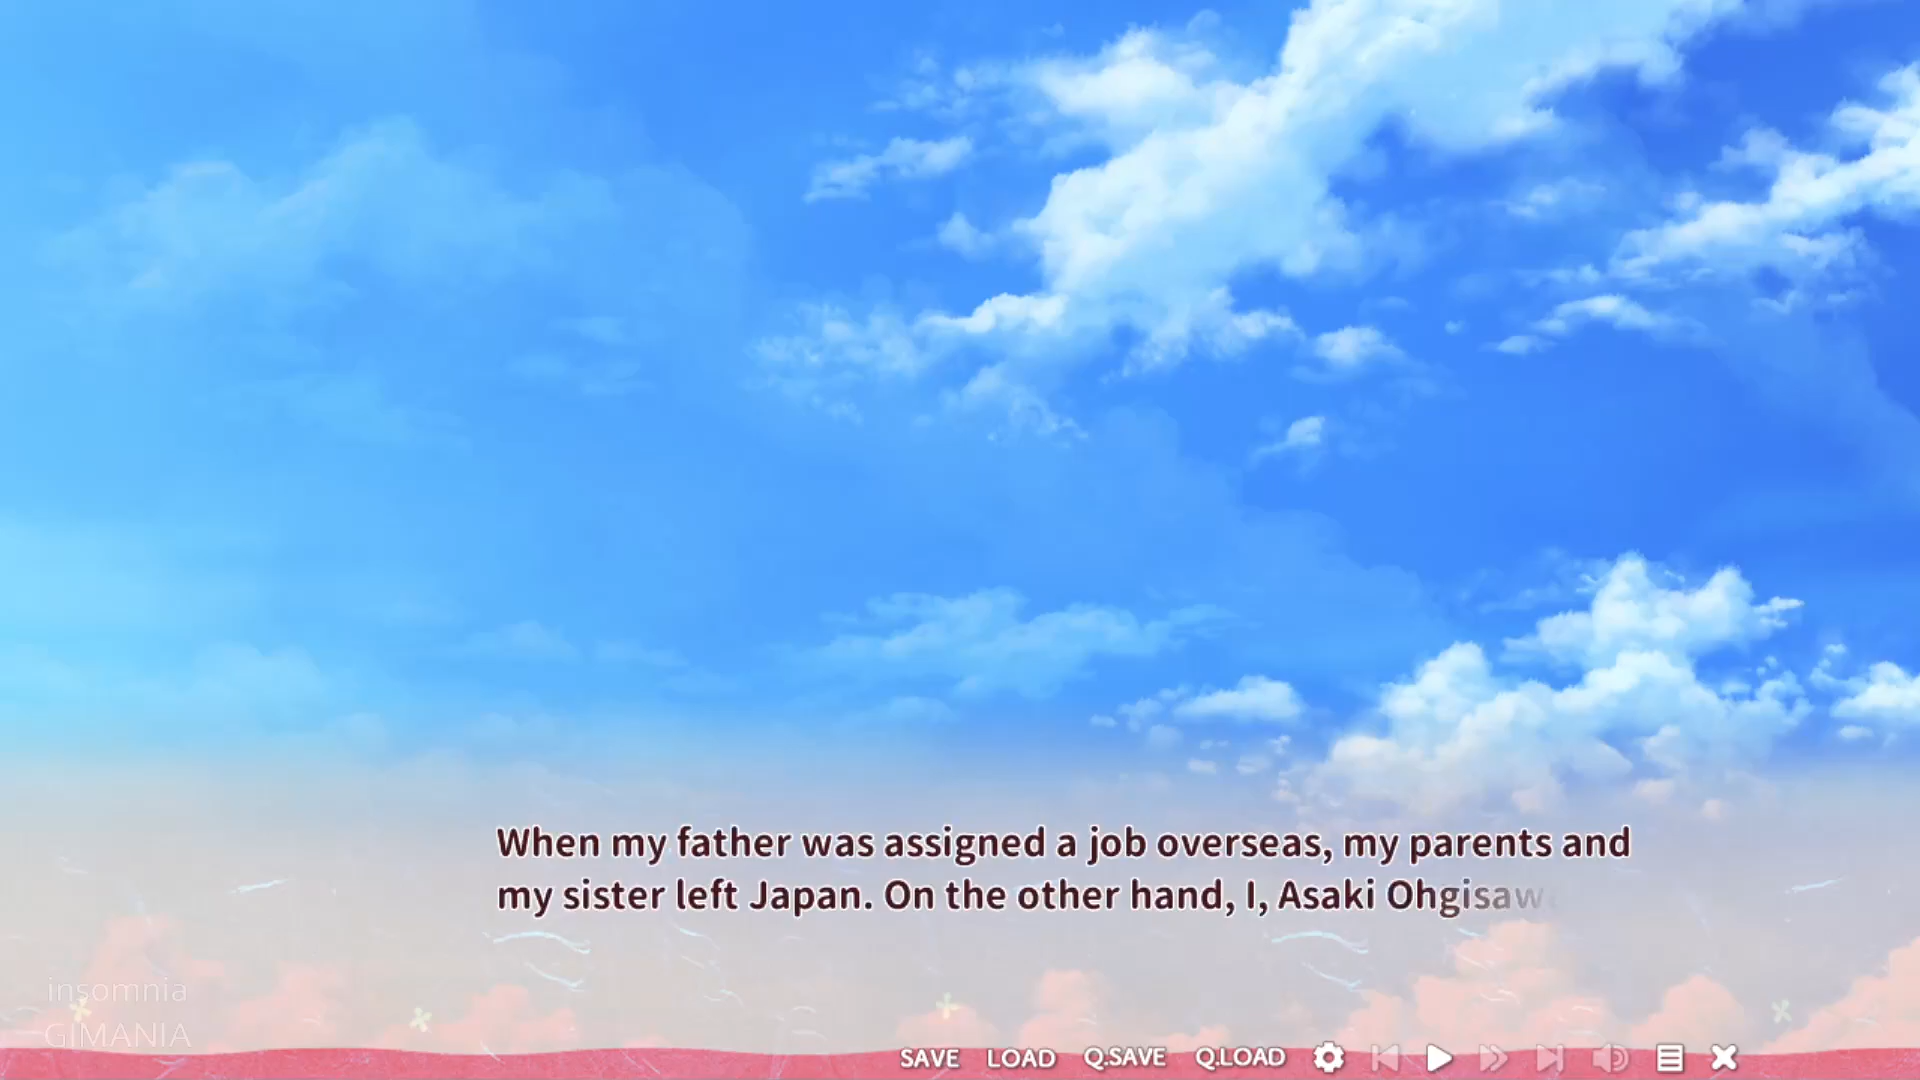 When my father was assigned a job overseas, my parents and
my sister left Japan. On the other hand, I, Asaki Ohgisaw
insomnia
GIMANIA
SAVE LOAD Q.SAVE Q.LOAD